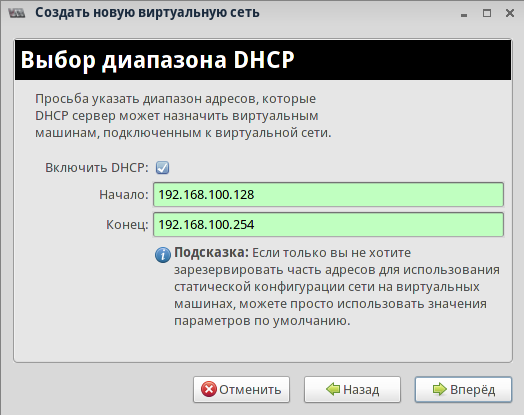 Создать новую виртуальную сеть
Выбор диапазона DHCP
Просьба указать диапазон адресов, которые
DHCP сервер может назначить виртуальным
машинам, подключенным к виртуальной сети.
Включить DHCP:
Начало: 192.168.100.128
Конец: 192.168.100.254
Подсказка: Если только вы не хотите
зарезервировать часть адресов для использования
статической конфигурации сети на виртуальных
машинах, можете просто использовать значения
параметров по умолчанию.
Отменить Назад Вперёд